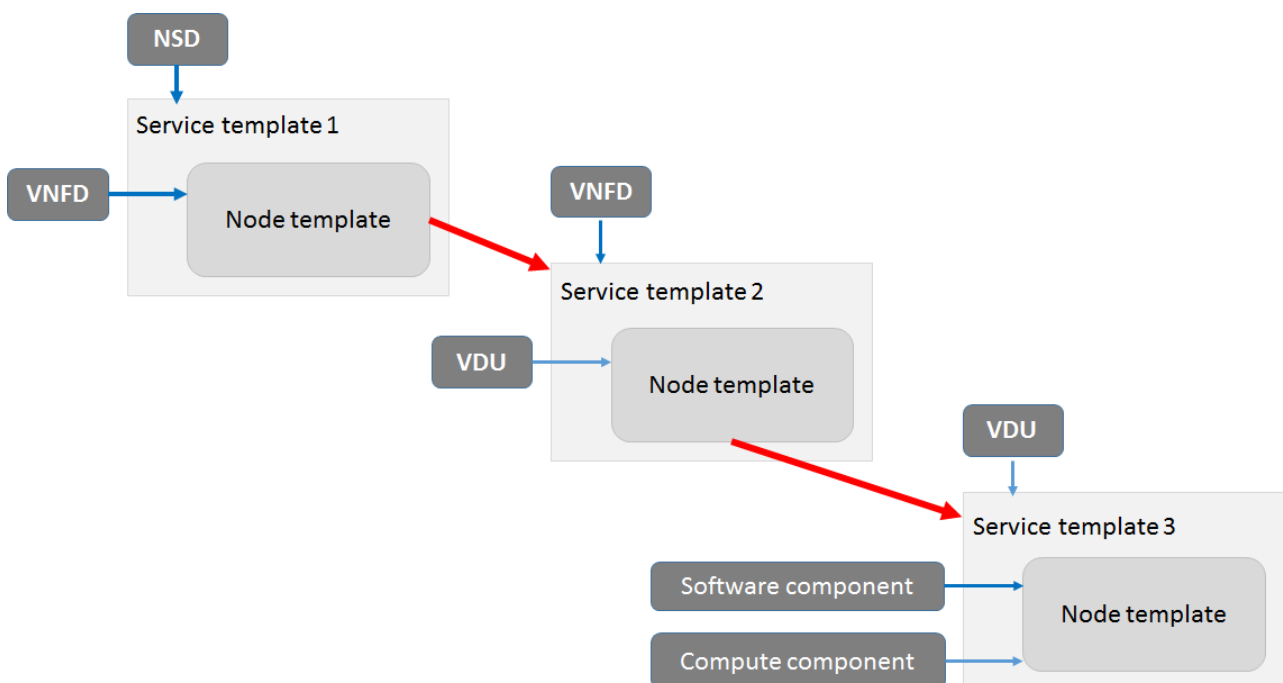 NSD
Service template 1
VNFD
Node template
VNFD
Service template 2
VDU
Node template
VDU
Service template 3
Software component
Node template
Compute component